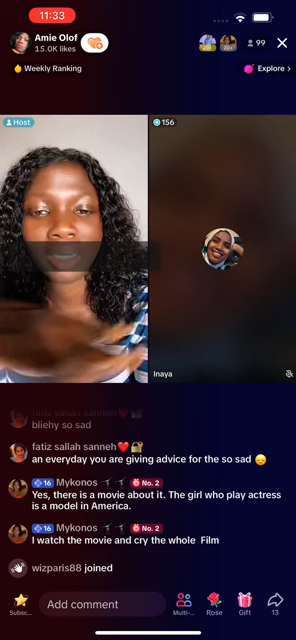 11:33
Amie Olof
15.0K likes
20+
99
Weekly Ranking
Explore >
Host
156
Inaya
fatiz sallah sanneh❤️🔐
bliehy so sad
fatiz sallah sanneh❤️🔐
an everyday you are giving advice for the so sad 😞
16 Mykonos No. 2
Yes, there is a movie about it. The girl who play actress
is a model in America.
16 Mykonos No. 2
I watch the movie and cry the whole Film
wizparis88 joined
Subsc...
Add comment
Multi-...
Rose
Gift
13